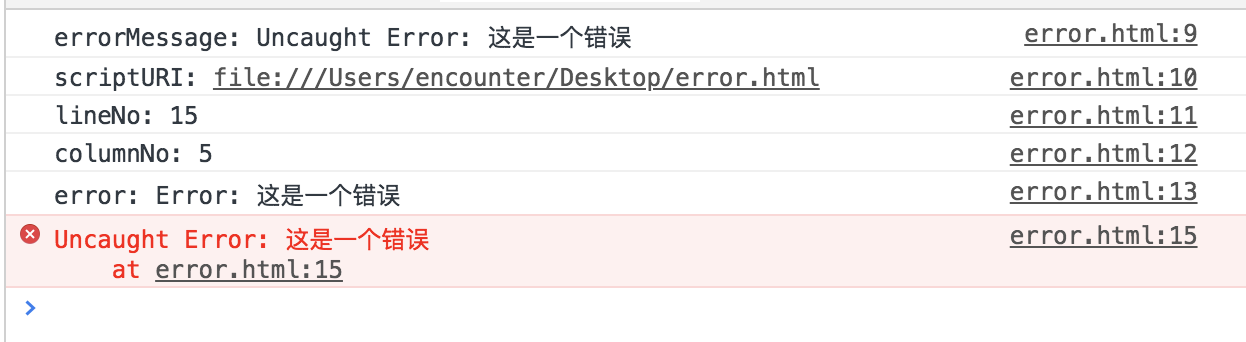 errorMessage: Uncaught Error: 这是一个错误 error.html:9
scriptURI: file:///Users/encounter/Desktop/error.html error.html:10
lineNo: 15 error.html:11
columnNo: 5 error.html:12
error: Error: 这是一个错误 error.html:13
Uncaught Error: 这是一个错误 error.html:15
at error.html:15